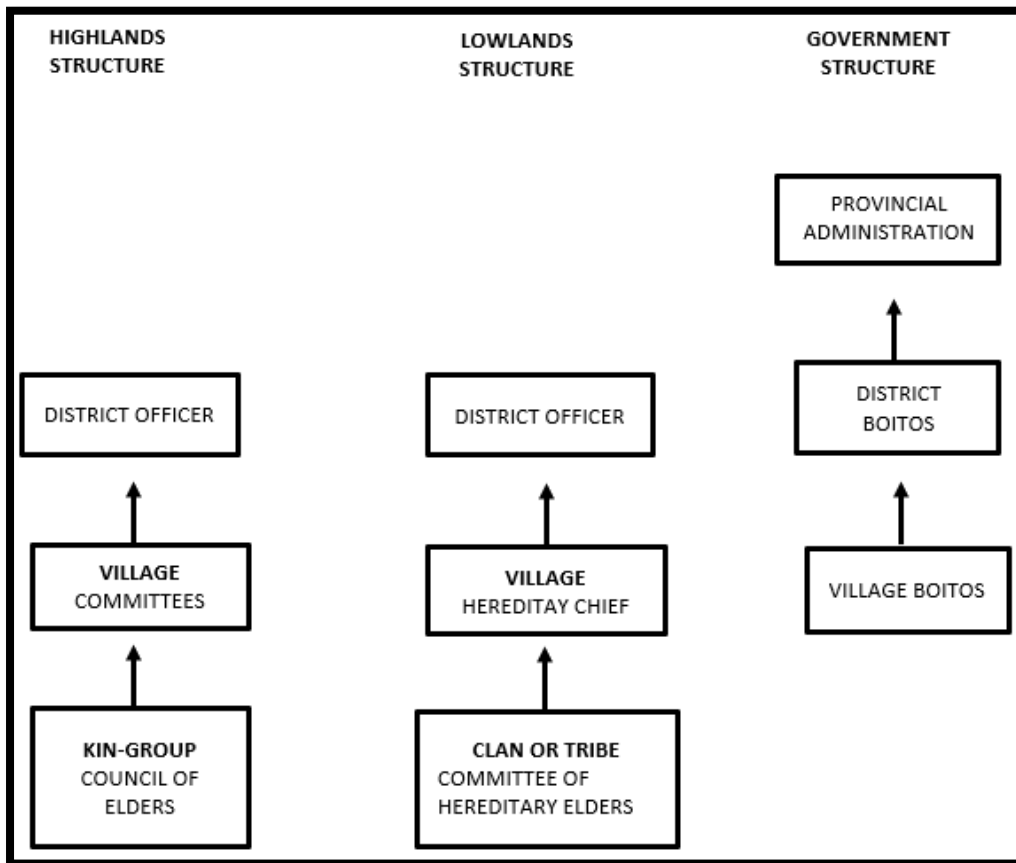 HIGHLANDS
STRUCTURE
LOWLANDS
STRUCTURE
GOVERNMENT
STRUCTURE
PROVINCIAL
ADMINISTRATION
DISTRICT OFFICER
DISTRICT OFFICER
DISTRICT
BOITOS
VILLAGE
COMMITTEES
VILLAGE
HEREDITAY CHIEF
VILLAGE BOITOS
KIN-GROUP
COUNCIL OF
ELDERS
CLAN OR TRIBE
COMMITTEE OF
HEREDITARY ELDERS